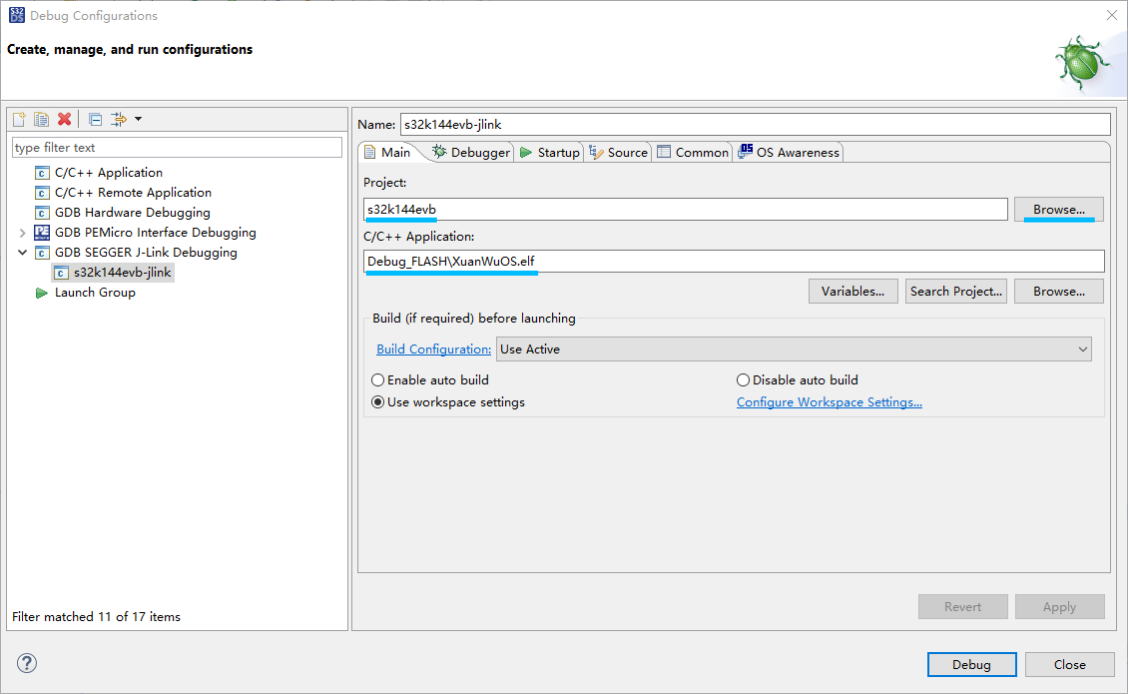 S32
DS
Debug Configurations
Create, manage, and run configurations
type filter text
C/C++ Application
C/C++ Remote Application
GDB Hardware Debugging
GDB PEMicro Interface Debugging
GDB SEGGER J-Link Debugging
s32k144evb-jlink
Launch Group
Filter matched 11 of 17 items
Name: s32k144evb-jlink
Main Debugger Startup Source Common OS Awareness
Project:
s32k144evb Browse...
C/C++ Application:
Debug_FLASH\XuanWuOS.elf
Variables... Search Project... Browse...
Build (if required) before launching
Build Configuration: Use Active
Enable auto build Disable auto build
Use workspace settings Configure Workspace Settings...
Revert Apply
? Debug Close